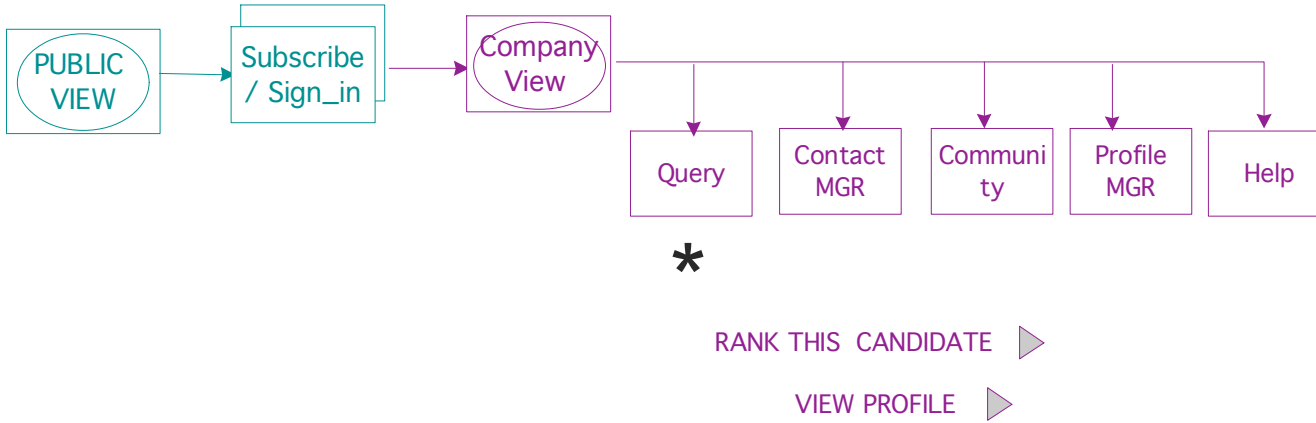 PUBLIC
VIEW
Subscribe
/ Sign_in
Company
View
Query
Contact
MGR
Communi
ty
Profile
MGR
Help
*
RANK THIS CANDIDATE
VIEW PROFILE